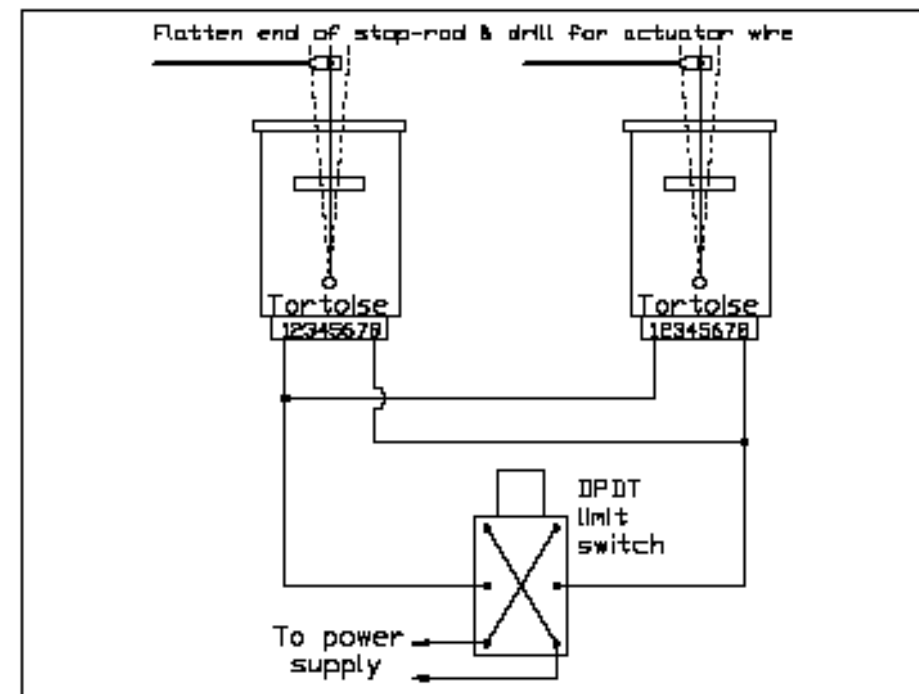 Flatten end of stop-rod & drill for actuator wire
Tortoise
12345678
Tortoise
12345678
DPDT
limit
switch
To power
supply